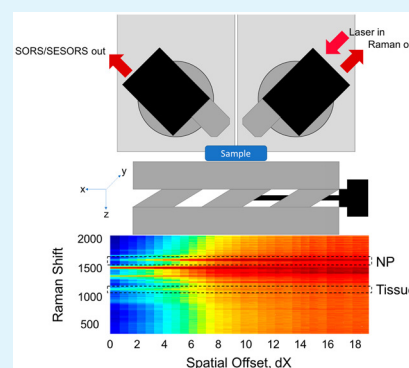 SORS/SESORS out
Laser in
Raman o
Sample
y
x
z
2000
1500
1000
500
Raman Shift
NP
Tissue
0 2 4 6 8 10 12 14 16 18
Spatial Offset, dX